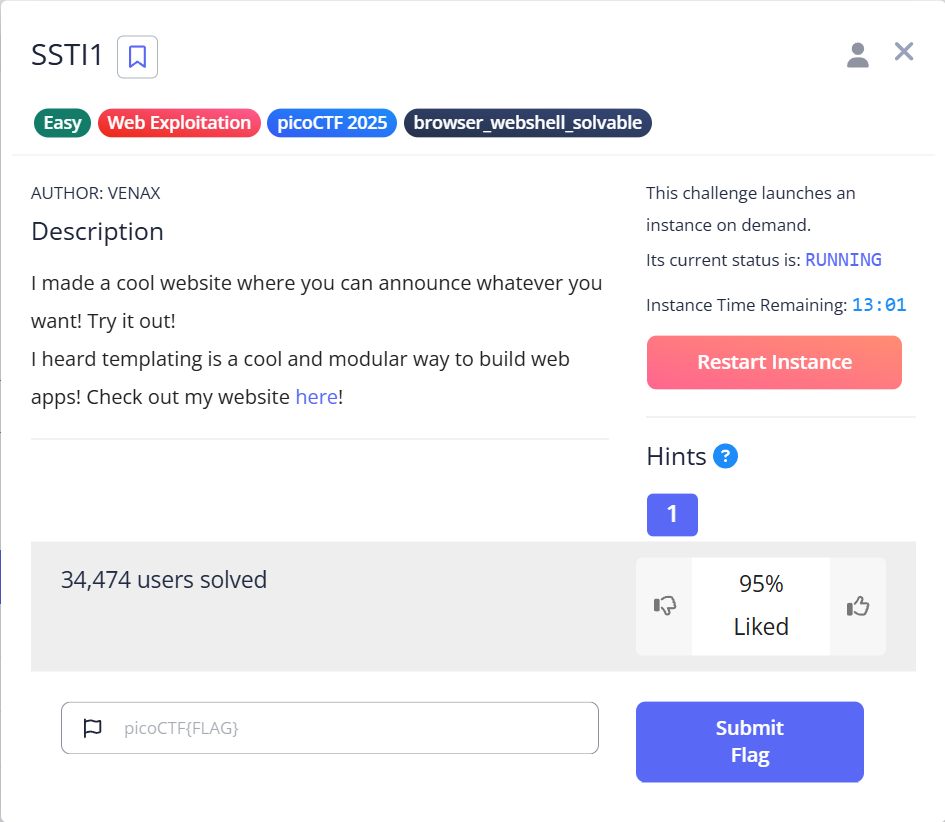 SSTI1
Easy Web Exploitation picoCTF 2025 browser_webshell_solvable
AUTHOR: VENAX
Description
I made a cool website where you can announce whatever you
want! Try it out!
I heard templating is a cool and modular way to build web
apps! Check out my website here!
This challenge launches an
instance on demand.
Its current status is: RUNNING
Instance Time Remaining: 13:01
Restart Instance
Hints ?
1
34,474 users solved
95%
Liked
picoCTF{FLAG}
Submit
Flag